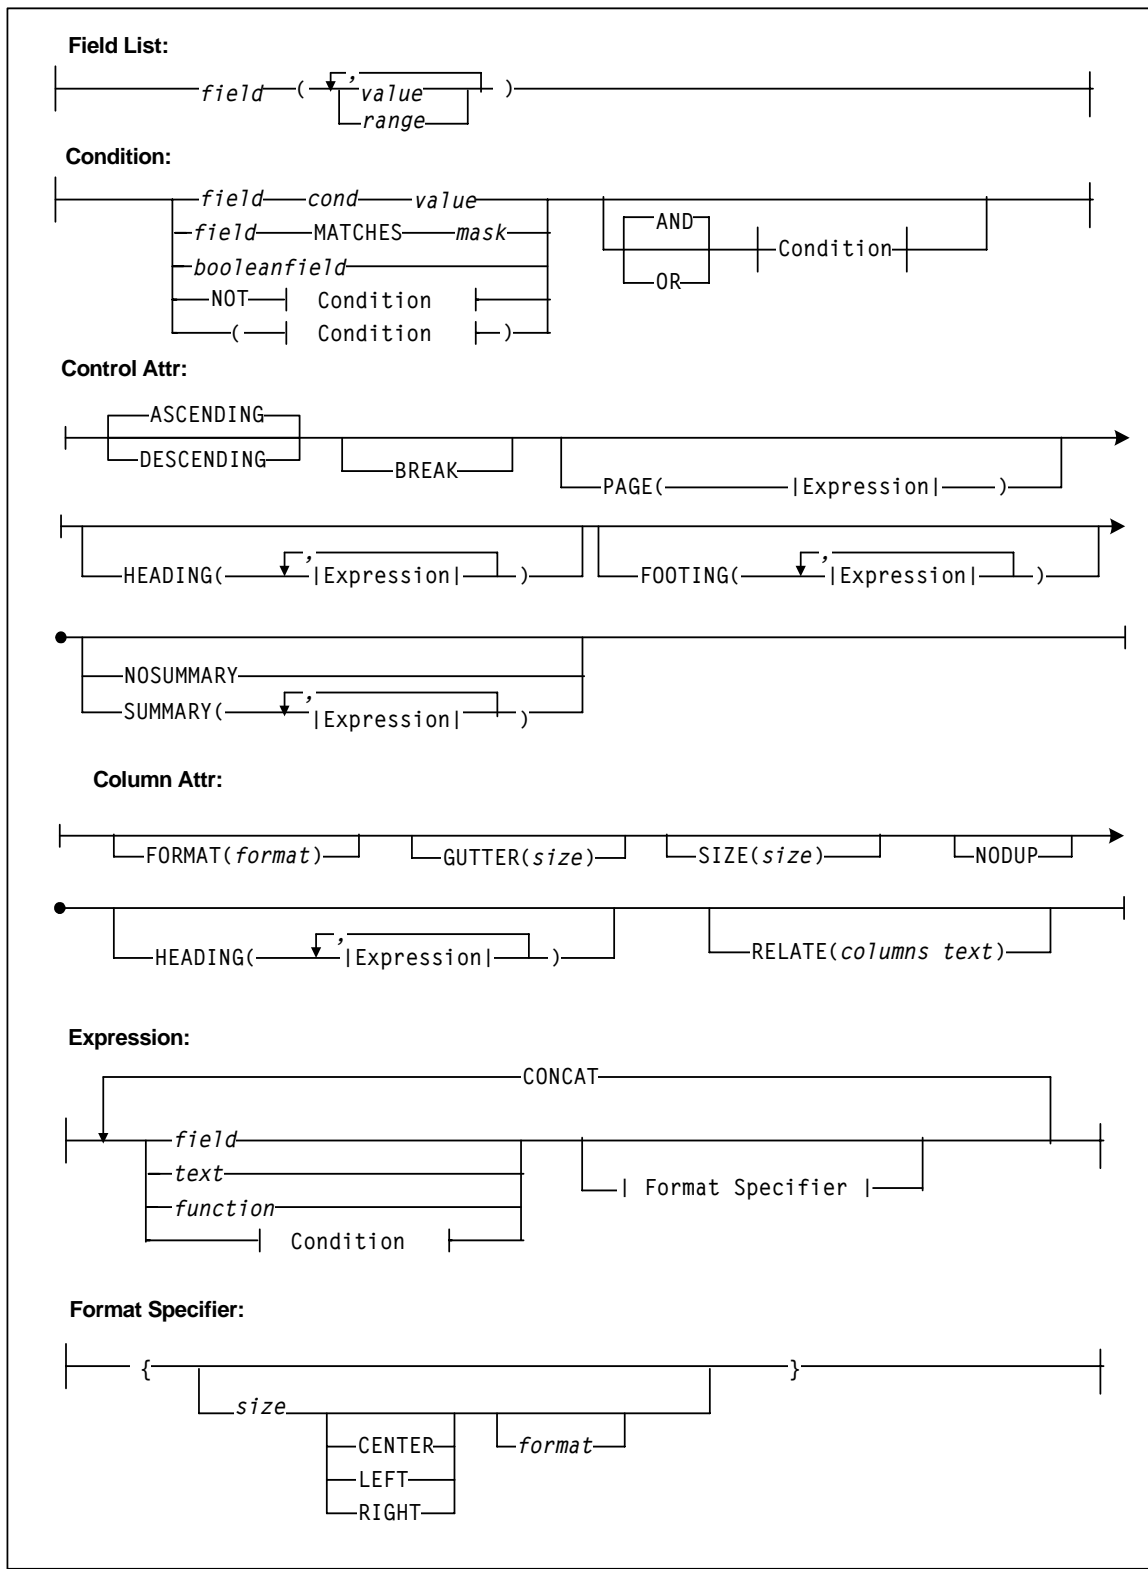 Field List:
field ( , value )
range
Condition:
field cond value
field MATCHES mask
booleanfield
NOT Condition
( Condition )
AND
Condition
OR
Control Attr:
ASCENDING
DESCENDING
BREAK
PAGE( |Expression| )
HEADING( , |Expression| )
FOOTING( , |Expression| )
NOSUMMARY
SUMMARY( , |Expression| )
Column Attr:
FORMAT(format) GUTTER(size) SIZE(size) NODUP
HEADING( , |Expression| ) RELATE(columns text)
Expression:
CONCAT
field
text
function
Condition
| Format Specifier |
Format Specifier:
{ }
size
CENTER format
LEFT
RIGHT